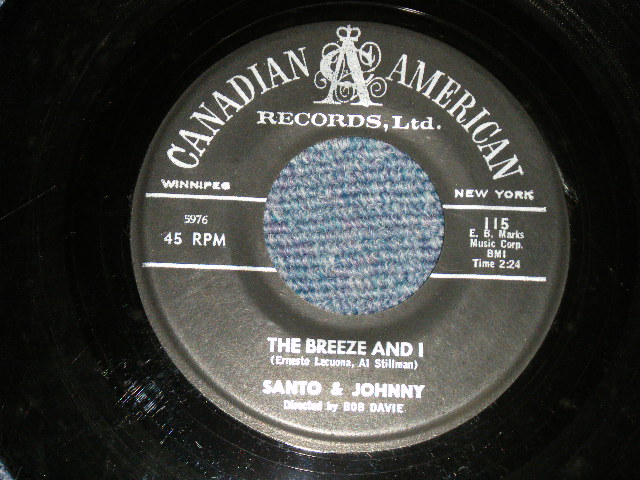 CANADIAN AMERICAN
RECORDS, Ltd.
WINNIPEG
NEW YORK
5976
45 RPM
115
E. B. Marks
Music Corp.
BMI
Time 2:24
THE BREEZE AND I
(Ernesto Lecuona, Al Stillman)
SANTO & JOHNNY
Directed by BOB DAVIE